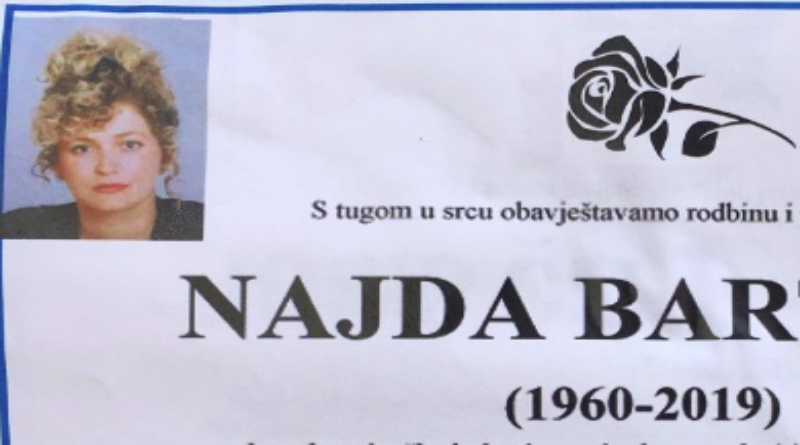 S tugom u srcu obavještavamo rodbinu i
NAJDA BAR
(1960-2019)